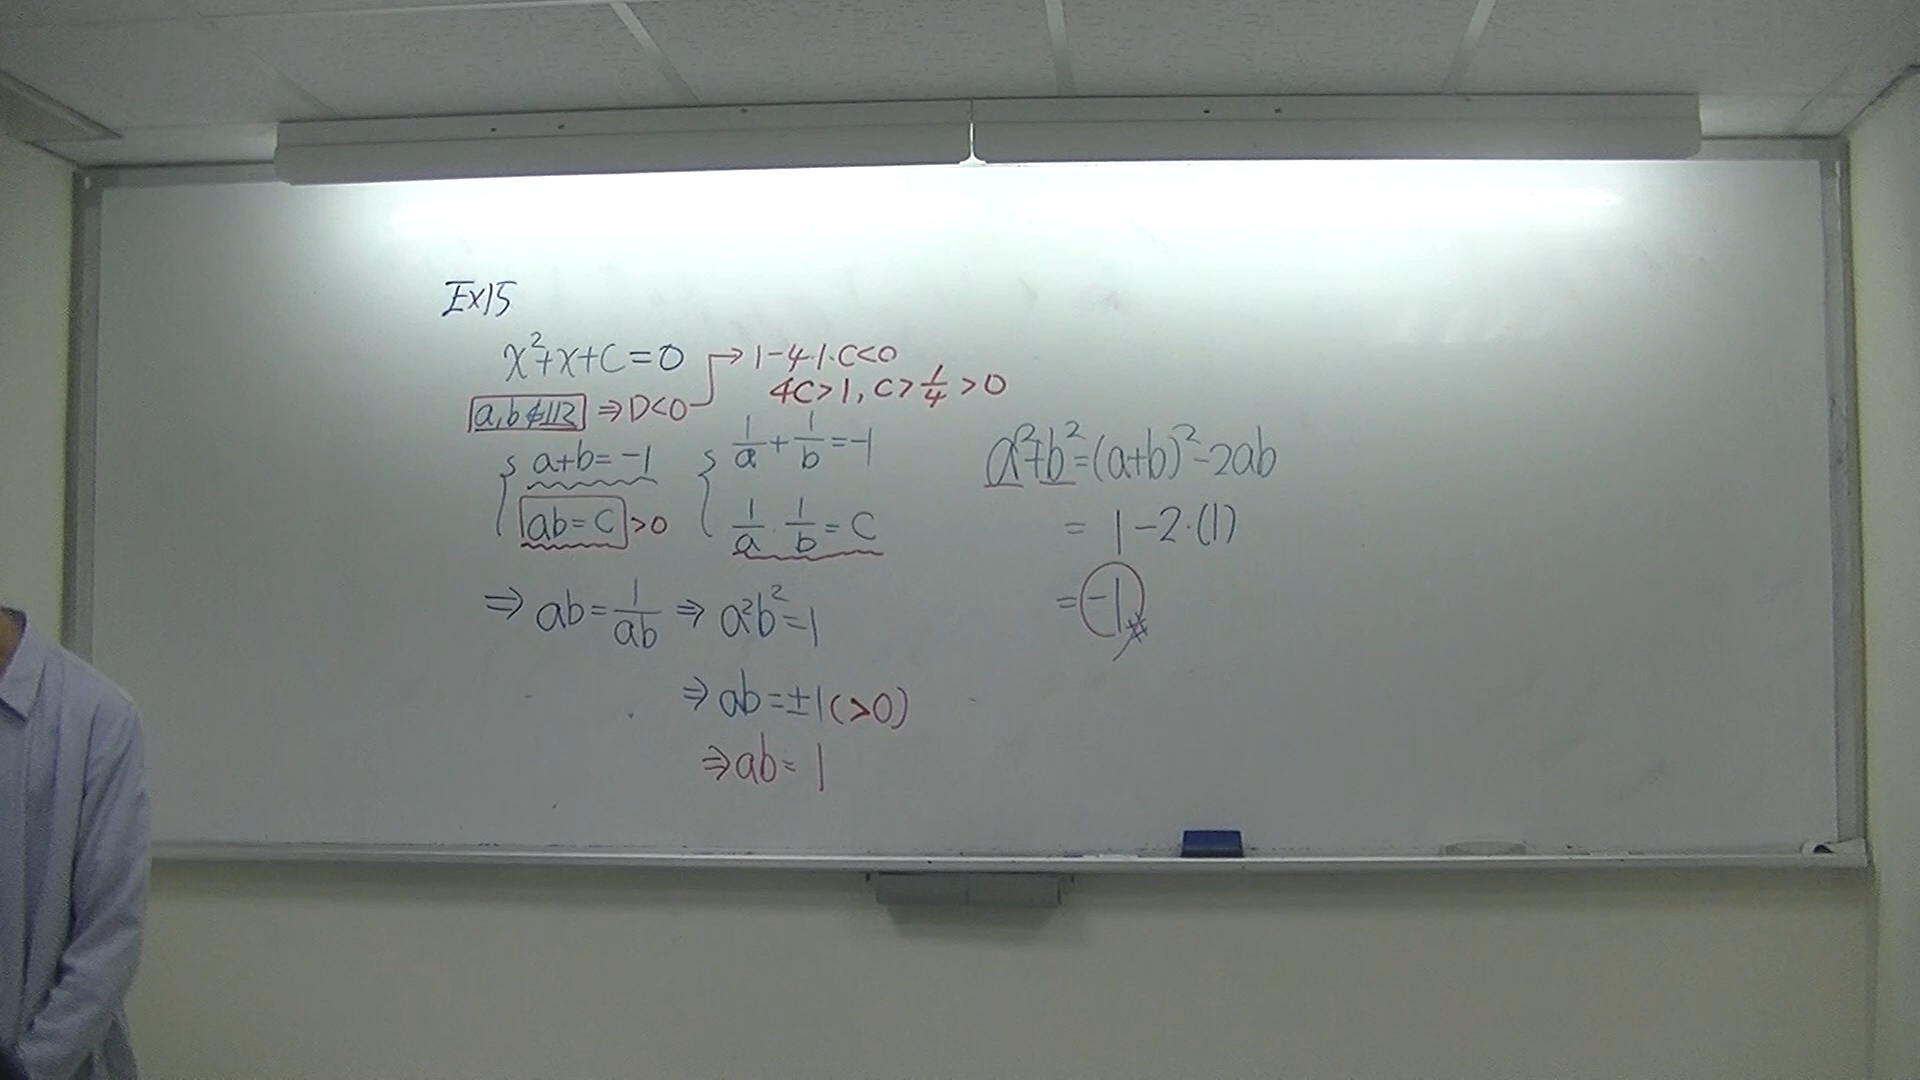 Ex15
x²+x+c=0 → 1-4·1·c<0
4c>1, c>1/4 >0
a,b∉ℝ ⇒ D<0
{ a+b=-1
ab=c >0
{ 1/a + 1/b = -1
1/a · 1/b = c
⇒ ab = 1/ab ⇒ a²b²=1
⇒ ab=±1(>0)
⇒ ab=1
a²+b²=(a+b)²-2ab
= 1-2·(1)
= -1 #